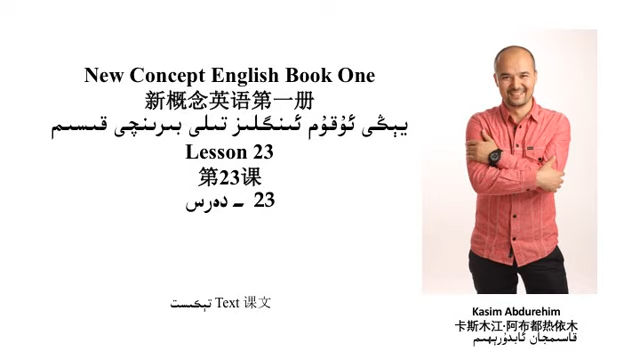 New Concept English Book One
新概念英语第一册
يېڭى ئۇقۇم ئىنگلىز تىلى بىرىنچى قىسىم
Lesson 23
第23课
23 - دەرس
تېكىست Text 课文
Kasim Abdurehim
卡斯木江·阿布都热依木
قاسىمجان ئابدۇرېھىم